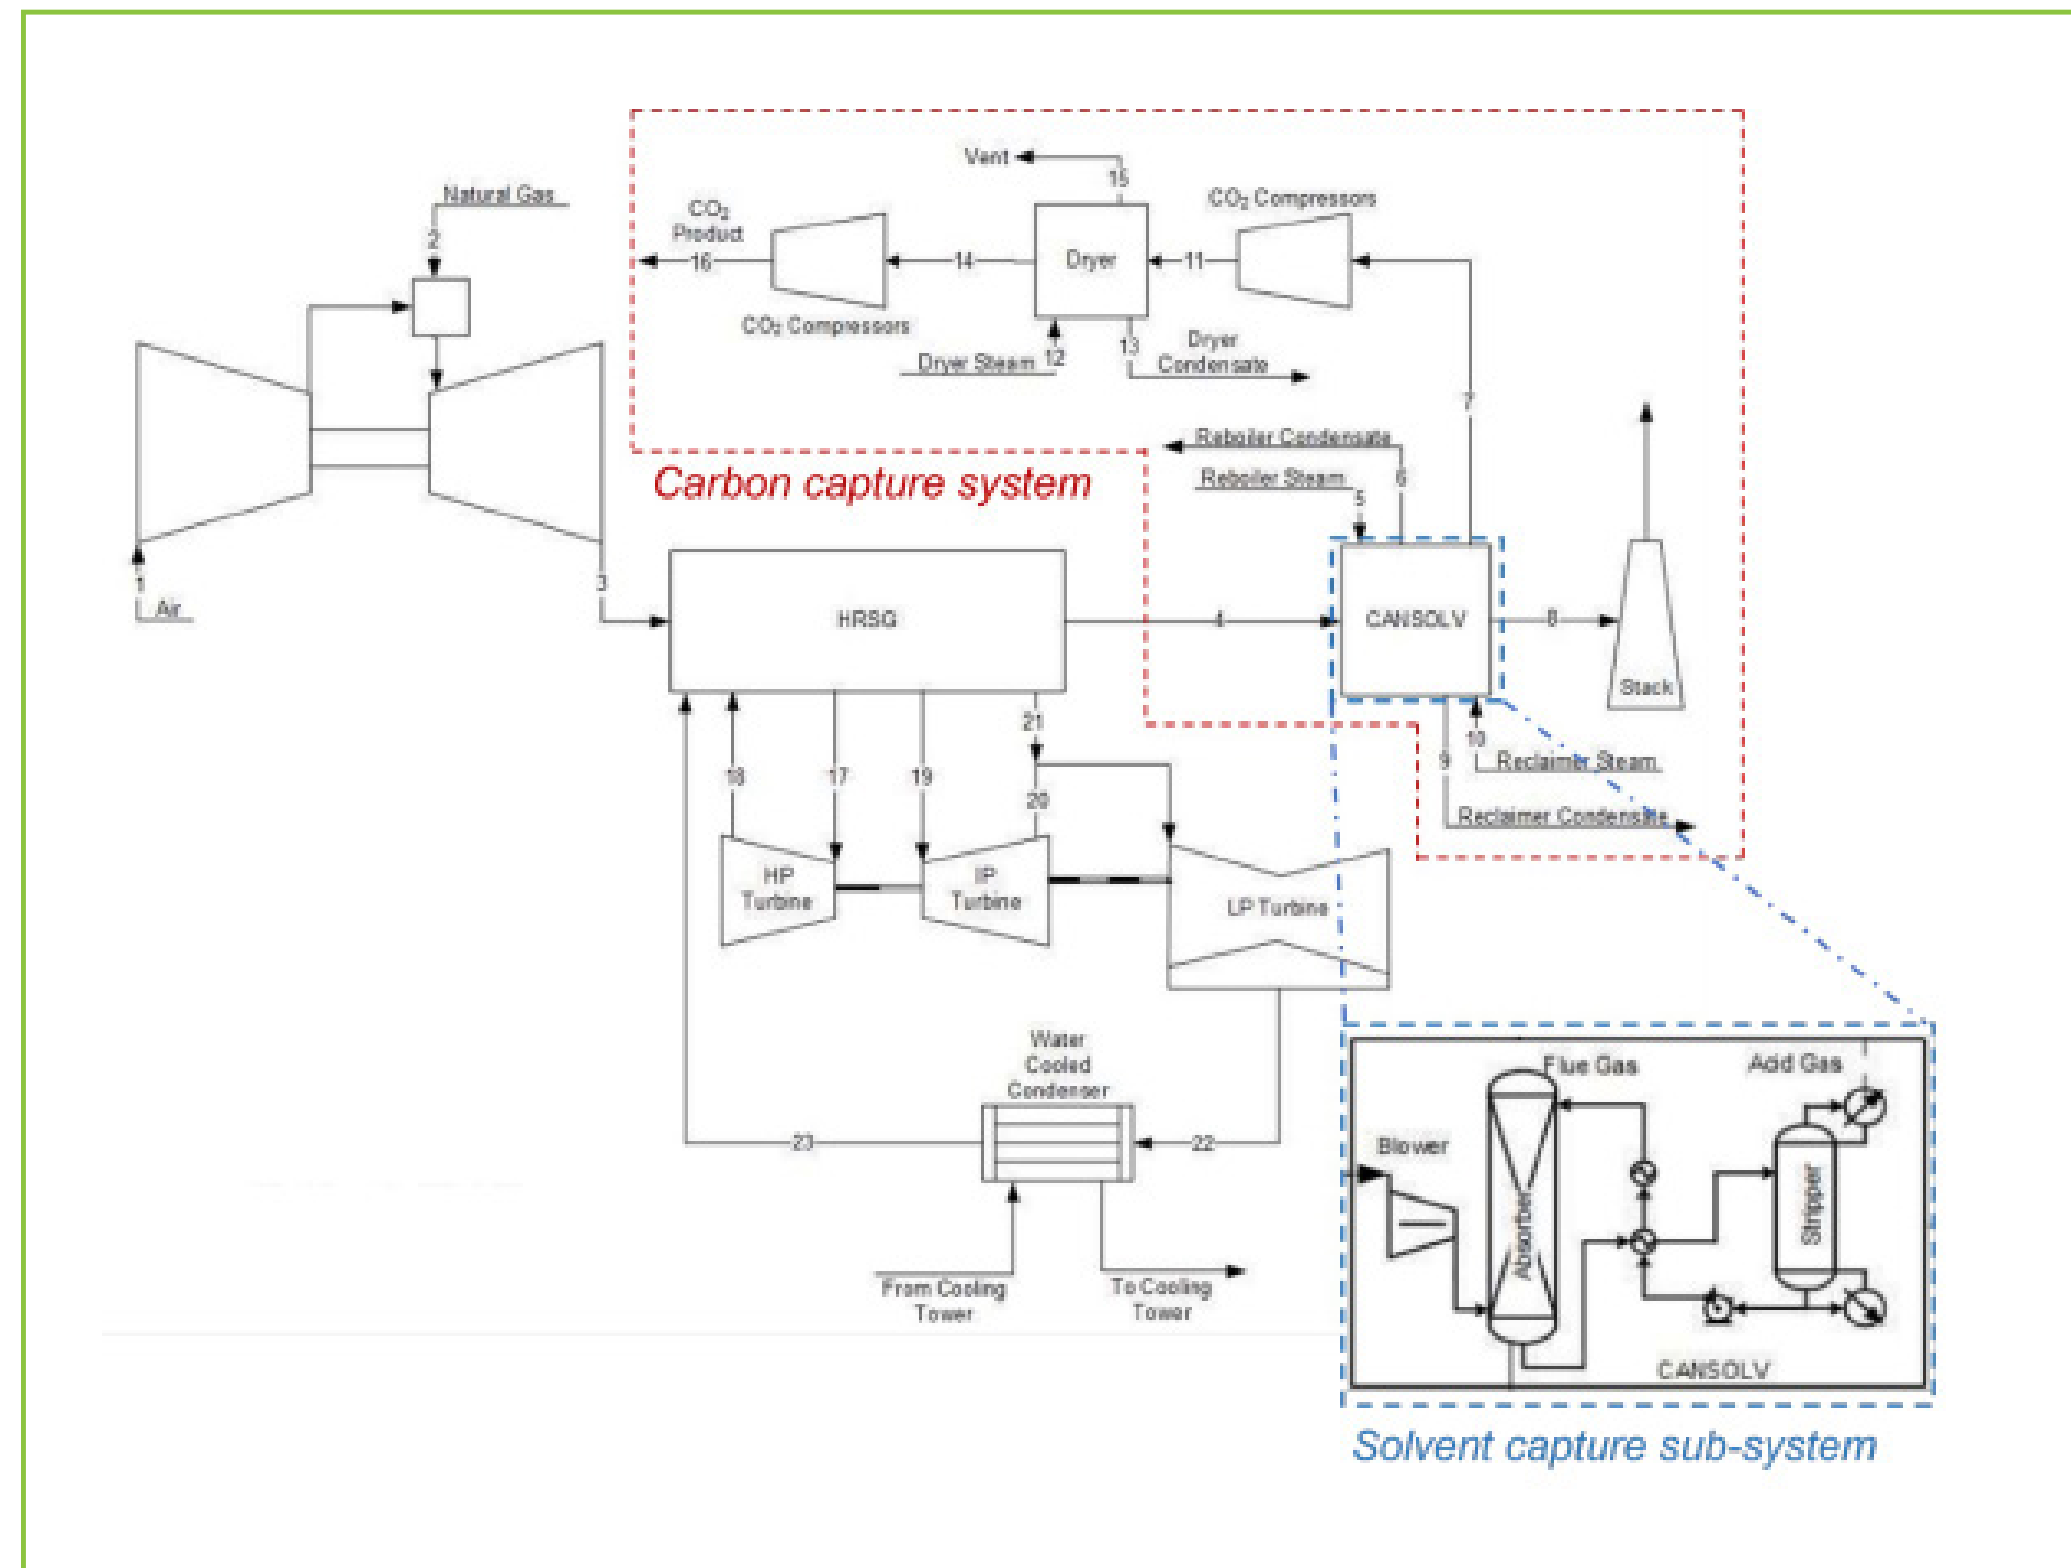 Vent
15
Natural Gas
CO₂ Compressors
CO₂
Product
2
16
14
Dryer
11
CO₂ Compressors
Dryer Steam
12
13
Dryer
Condensate
7
Reboiler Condensate
Carbon capture system
Reboiler Steam
6
5
1
Air
3
HRSG
4
CANSOLV
8
Stack
21
18
17
19
20
9
10
Reclaimer Steam
Reclaimer Condensate
HP
Turbine
IP
Turbine
LP Turbine
Water
Cooled
Condenser
23
22
From Cooling
Tower
To Cooling
Tower
Flue Gas
Acid Gas
Blower
Absorber
Stripper
CANSOLV
Solvent capture sub-system